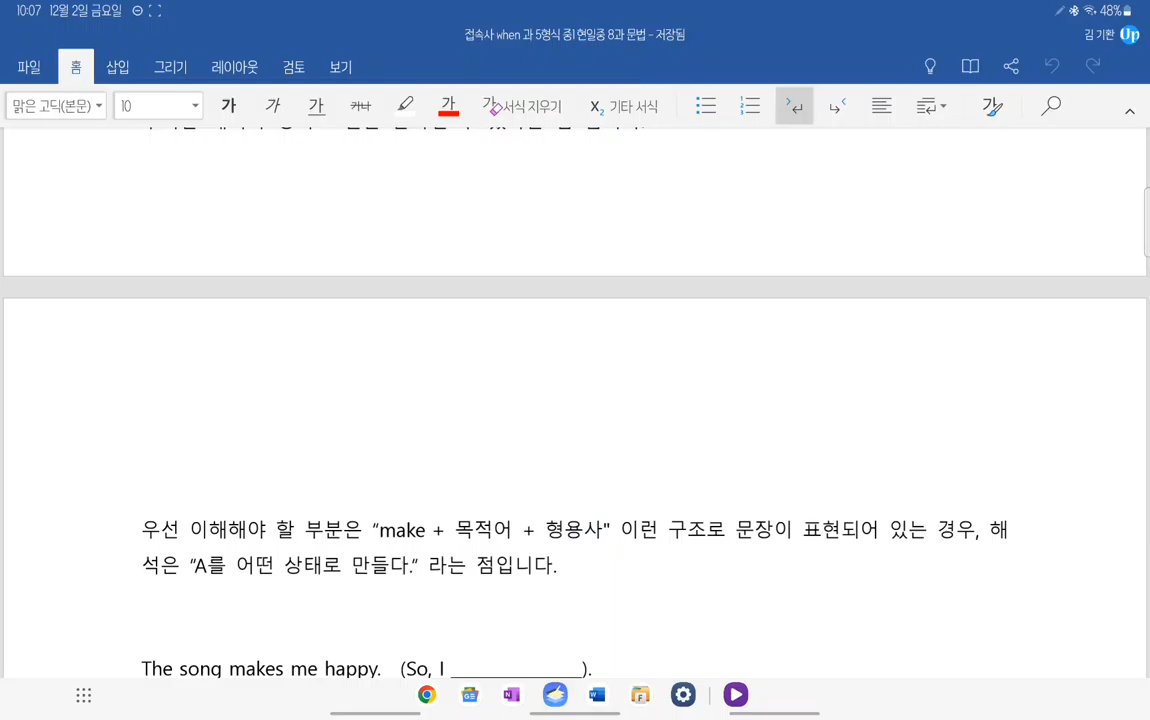 10:07 12월 2일 금요일
48%
접속사 when 과 5형식 중1 현일중 8과 문법 - 저장됨
김 기환 Up
파일 홈 삽입 그리기 레이아웃 검토 보기
맑은 고딕(본문) 10 가 가 가 가나 가 가 서식 지우기 X₂ 기타 서식 가
우선 이해해야 할 부분은 “make + 목적어 + 형용사" 이런 구조로 문장이 표현되어 있는 경우, 해
석은 ”A를 어떤 상태로 만들다.“ 라는 점입니다.
The song makes me happy. (So, I ______________).